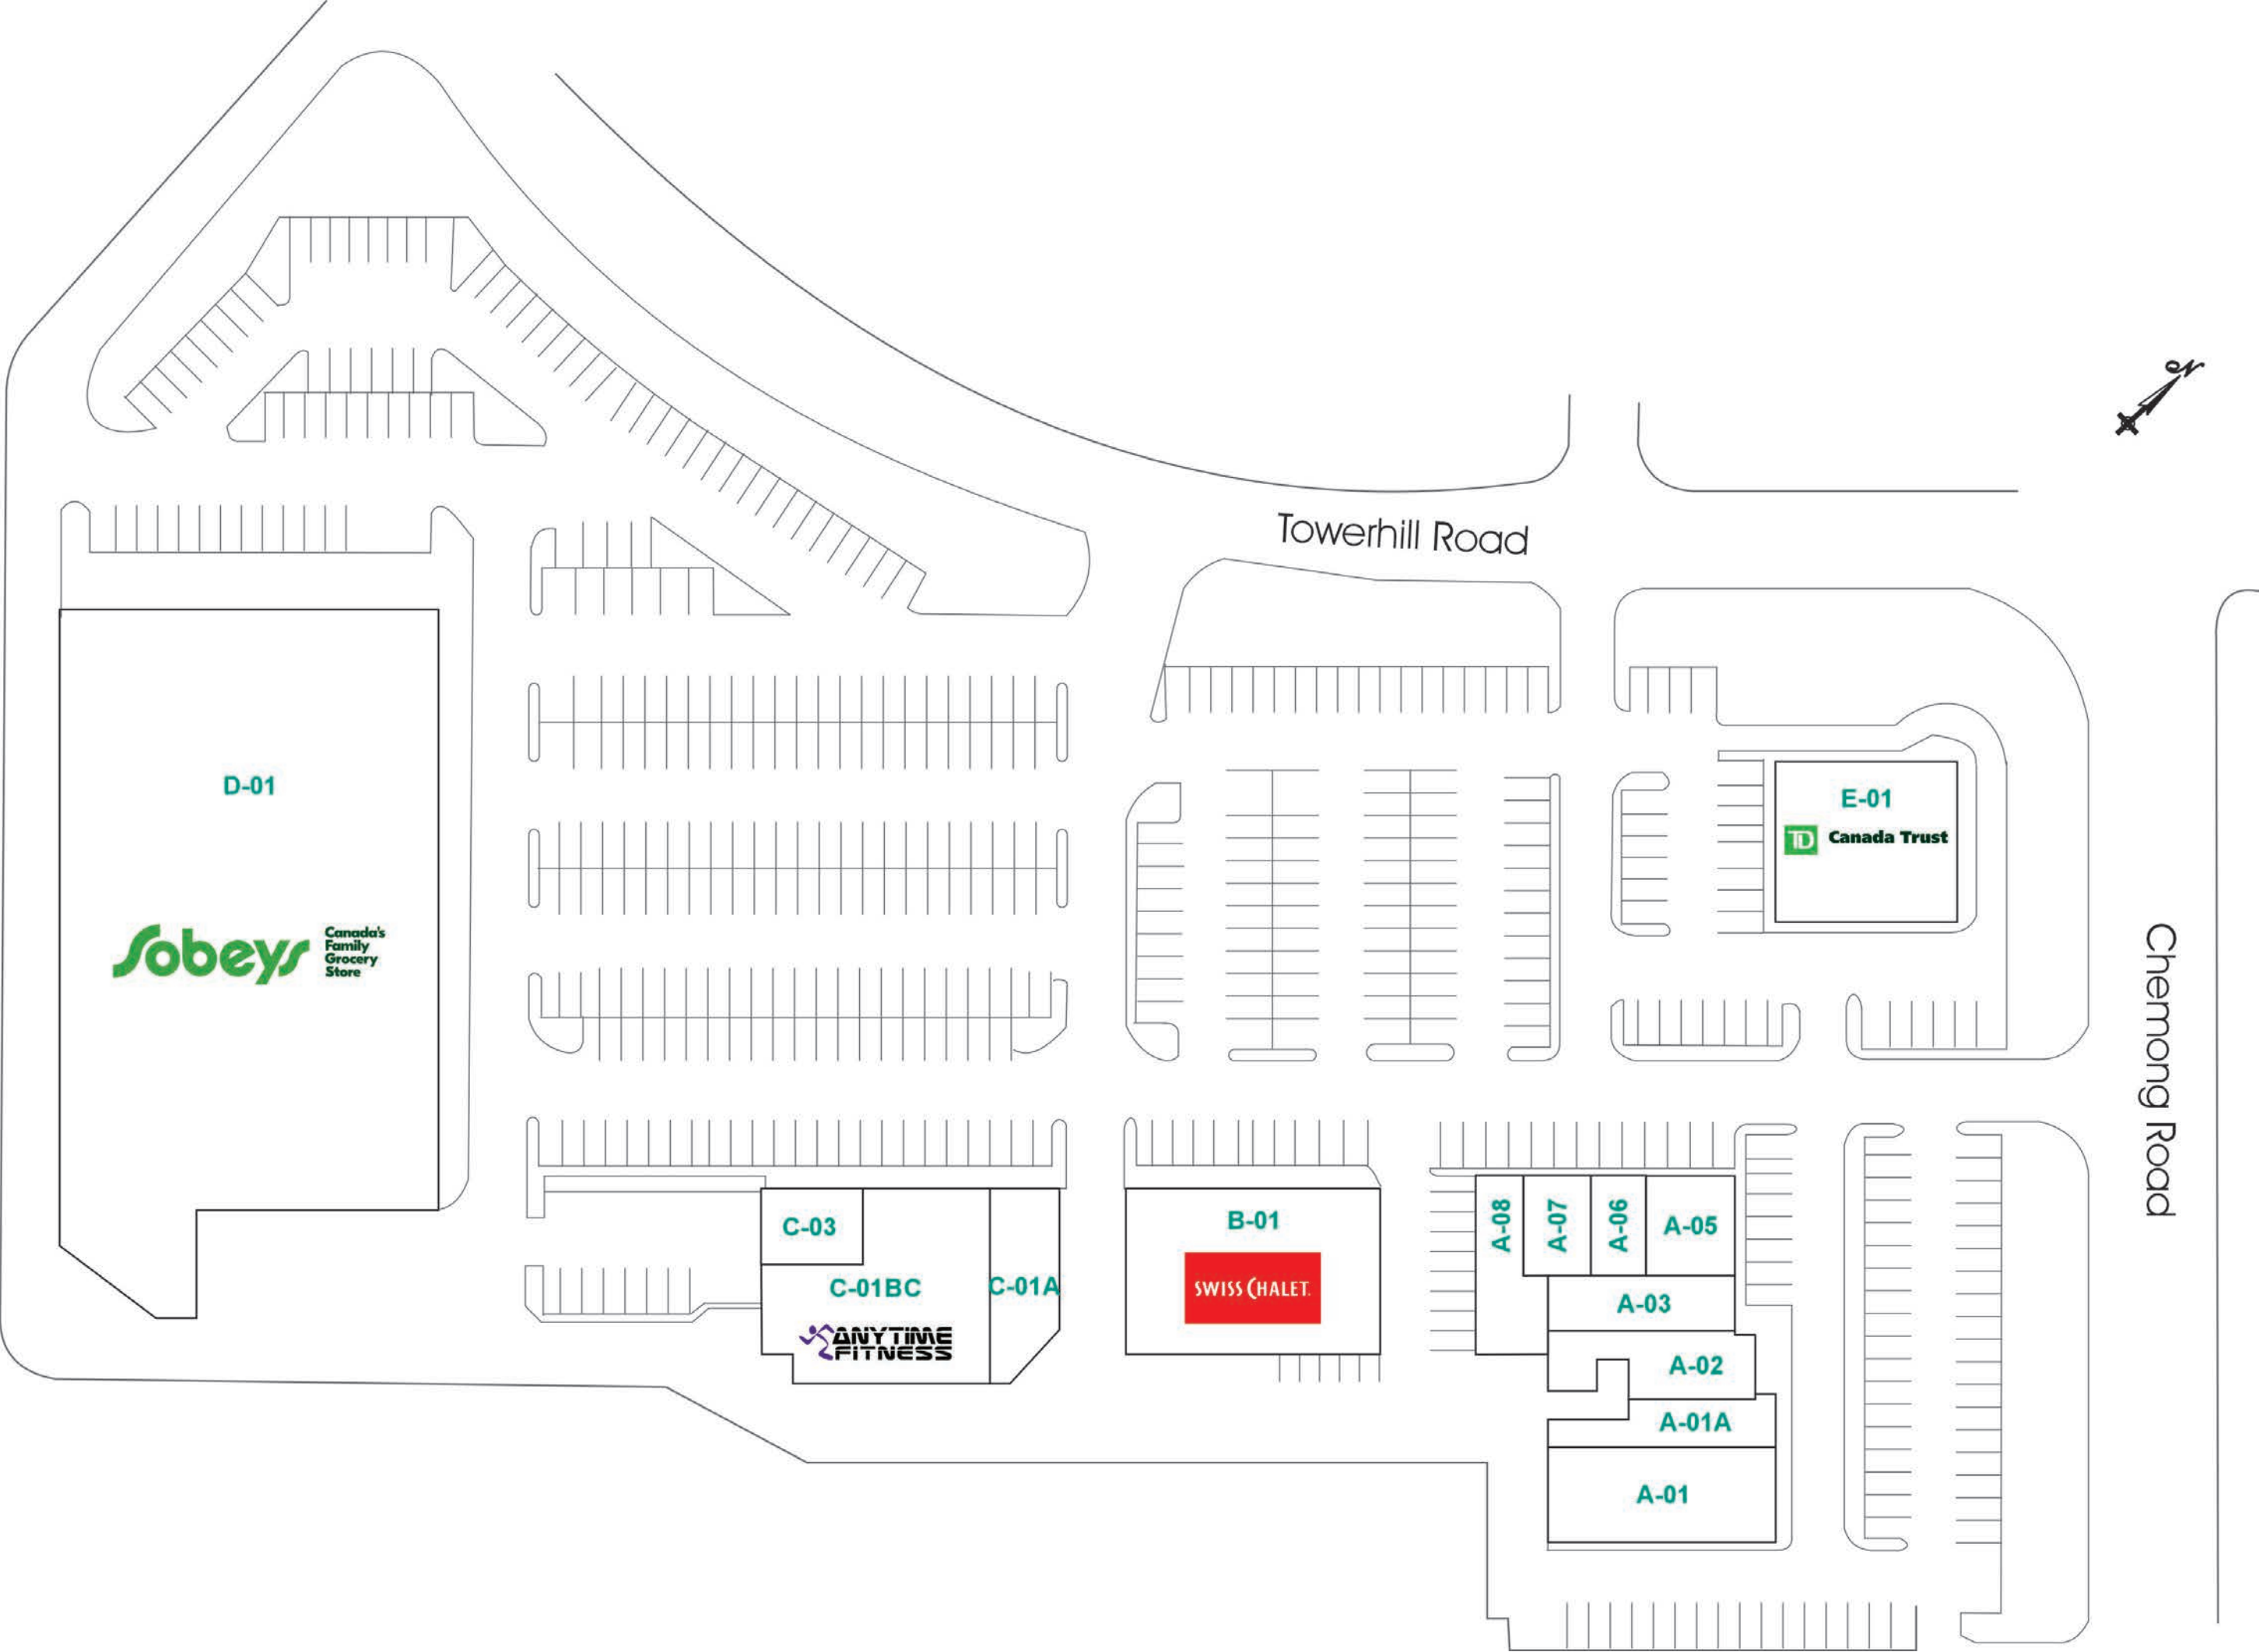 N
Towerhill Road
D-01
Sobeys
Canada's
Family
Grocery
Store
E-01
TD Canada Trust
Chemong Road
C-03
C-01BC
C-01A
ANYTIME
FITNESS
B-01
SWISS CHALET.
A-08
A-07
A-06
A-05
A-03
A-02
A-01A
A-01